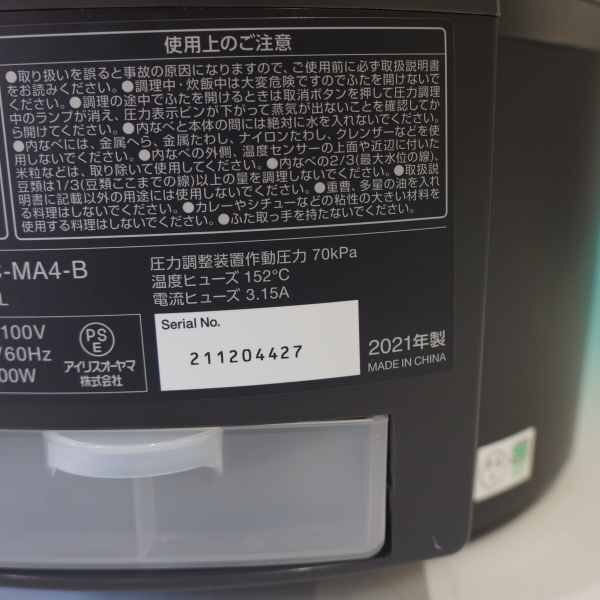 使用上のご注意
●取り扱いを誤ると事故の原因になりますので、ご使用前に必ず取扱説明書
をお読みください。●調理中・炊飯中は大変危険ですのでふたを開けないで
ください。●調理の途中でふたを開けるときは取消ボタンを押して圧力調理
中のランプが消え、圧力表示ピンが下がって蒸気が出ないことを確認してか
ら開けてください。●内なべと本体の間には絶対に水を入れないでください。
●内なべには、金属へら、金属たわし、ナイロンたわし、クレンザーなどを使
用しないでください。●内なべの外側、温度センサーの上面や近辺に付いた
米粒などは、取り除いて使用してください。●内なべの2/3(最大水位の線)、
豆類は1/3(豆類ここまでの線)以上の量を調理しないでください。●取扱説
明書に記載以外の用途には使用しないでください。●重曹、多量の油を入れ
る料理はしないでください。●カレーやシチューなどの粘性の大きい材料を
使用する料理はしないでください。●ふた取っ手を持たないでください。
-MA4-B
L
圧力調整装置作動圧力 70kPa
温度ヒューズ 152℃
電流ヒューズ 3.15A
100V
/60Hz
00W
PS
E
アイリスオーヤマ
株式会社
Serial No.
211204427
2021年製
MADE IN CHINA